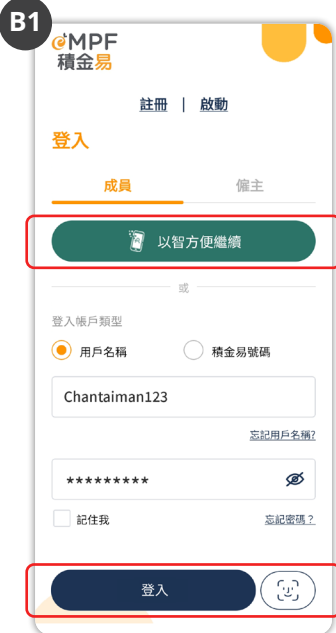 B1
eMPF
積金易
註冊 | 啟動
登入
成員 僱主
以智方便繼續
或
登入帳戶類型
用戶名稱 積金易號碼
Chantaiman123
忘記用戶名稱?
*********
記住我 忘記密碼？
登入